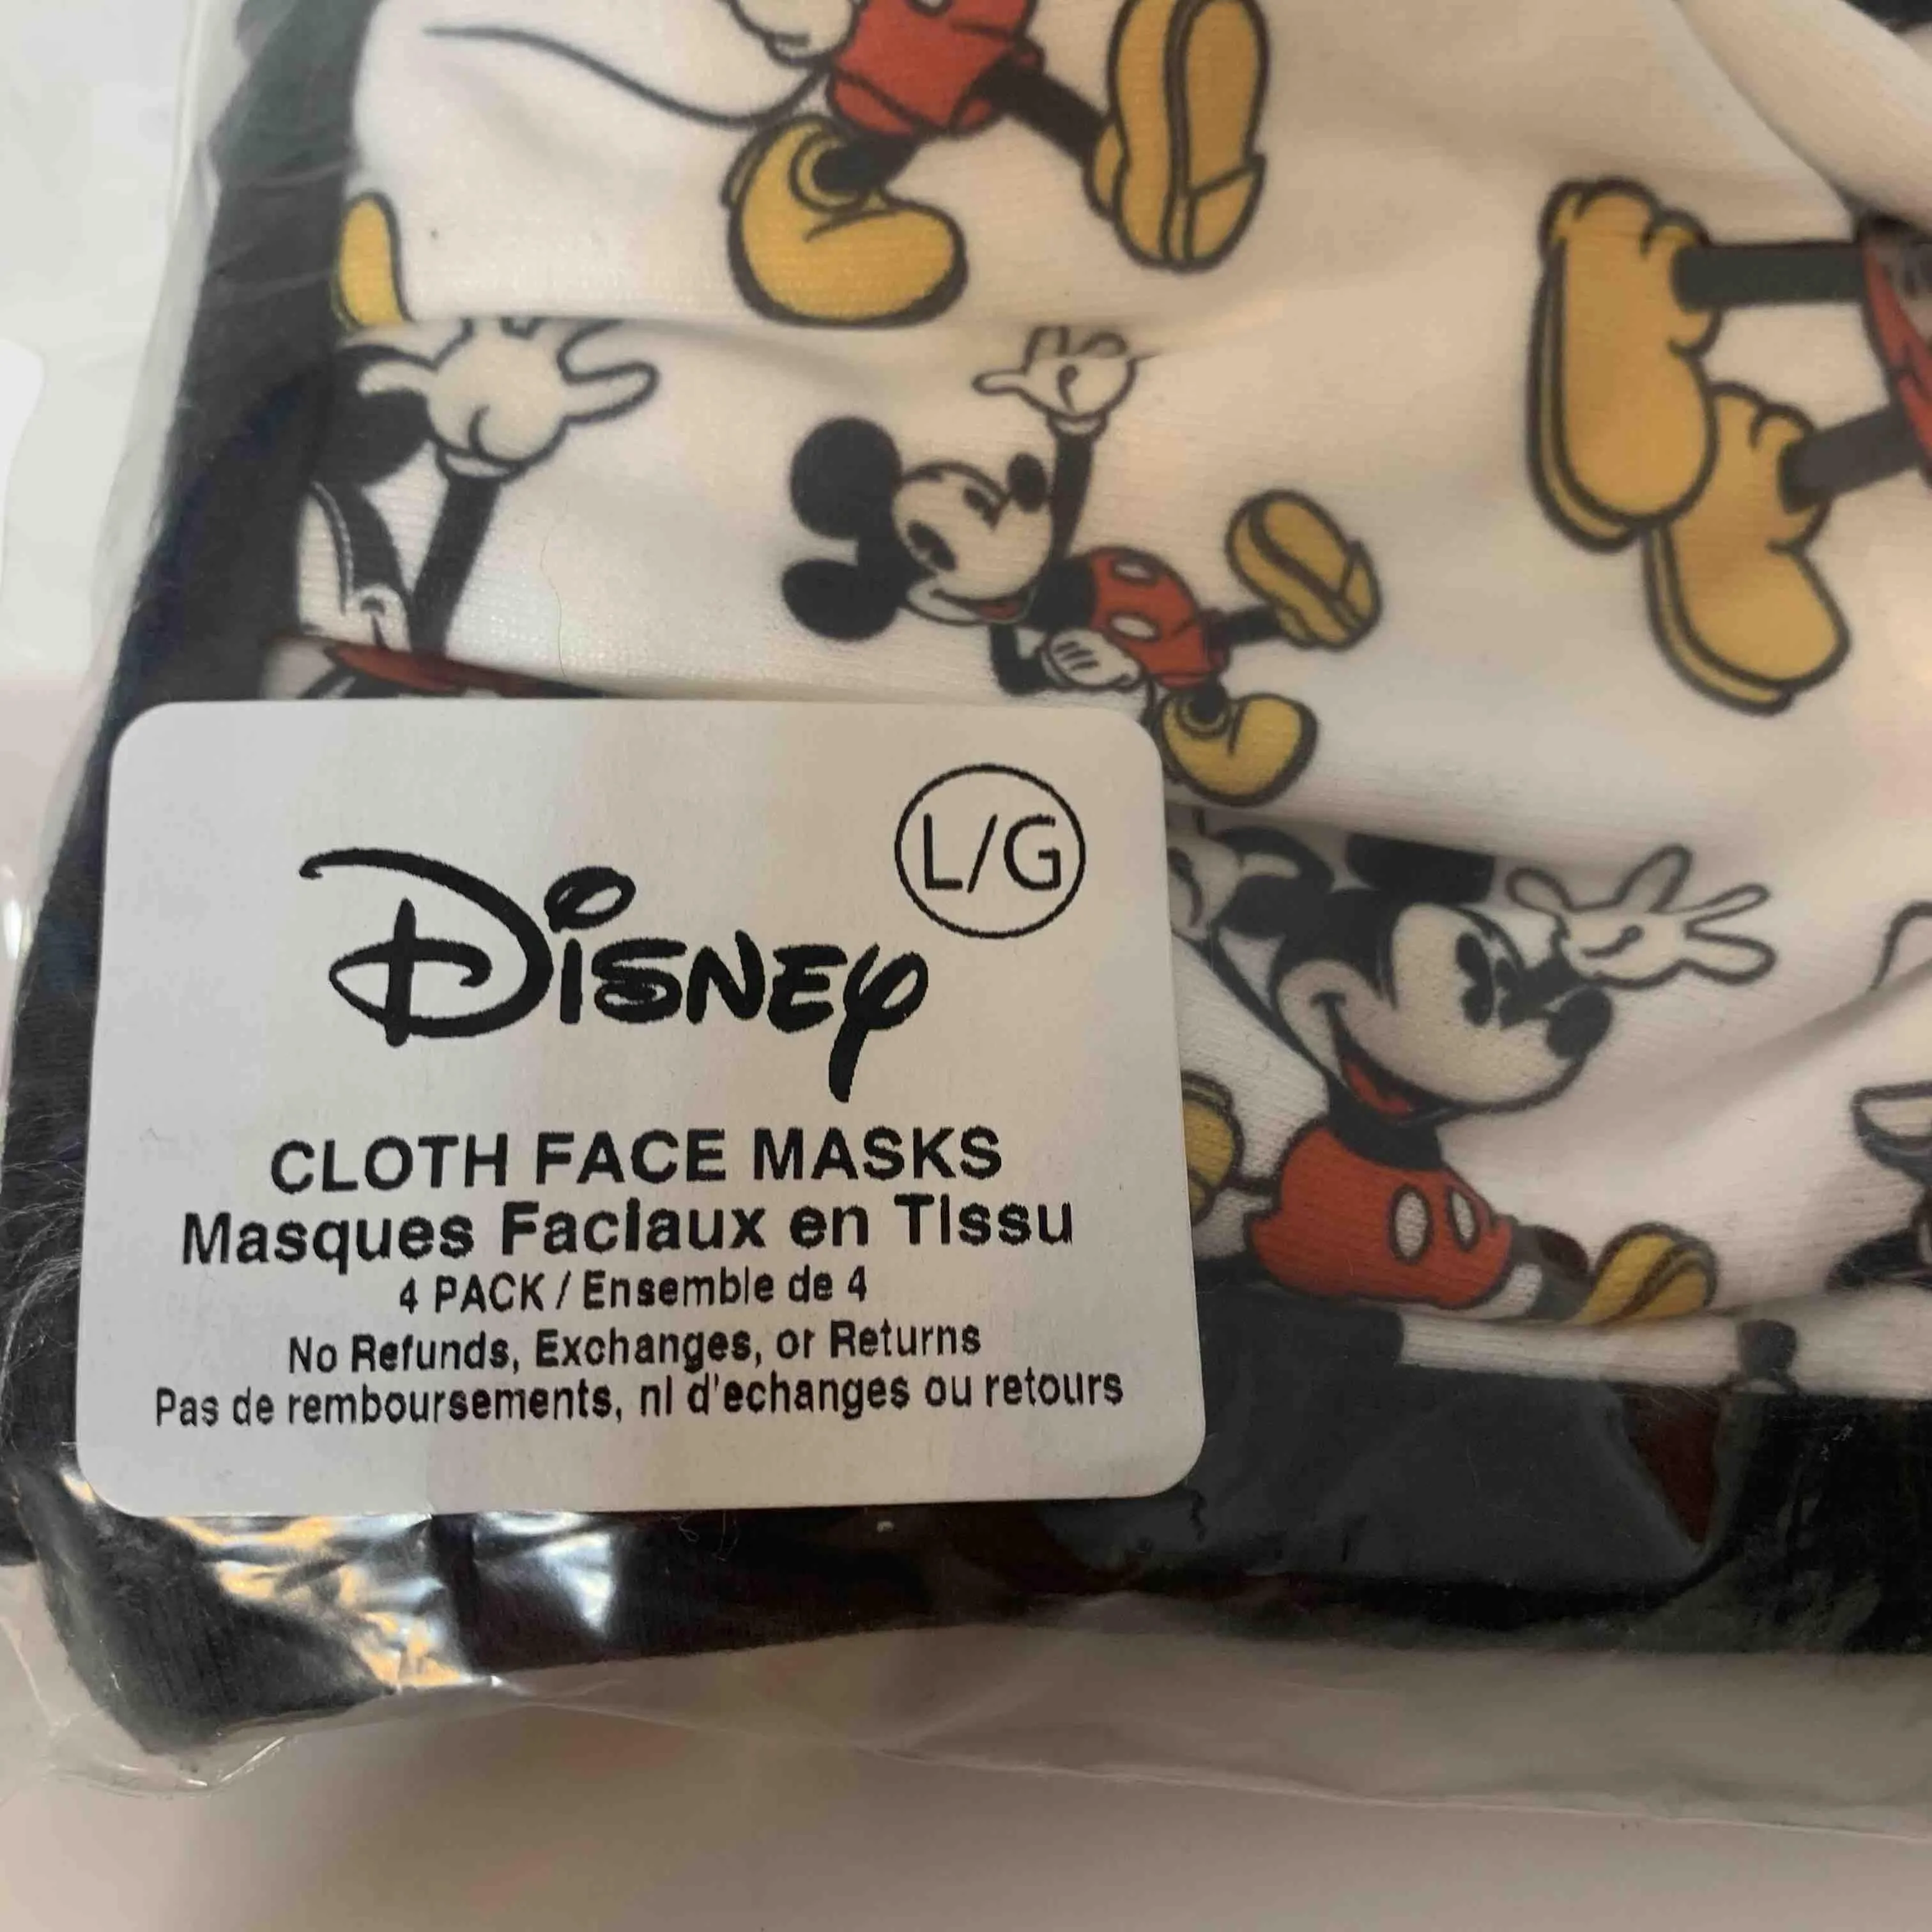 L/G
Disney
CLOTH FACE MASKS
Masques Faciaux en Tissu
4 PACK / Ensemble de 4
No Refunds, Exchanges, or Returns
Pas de remboursements, ni d'echanges ou retours